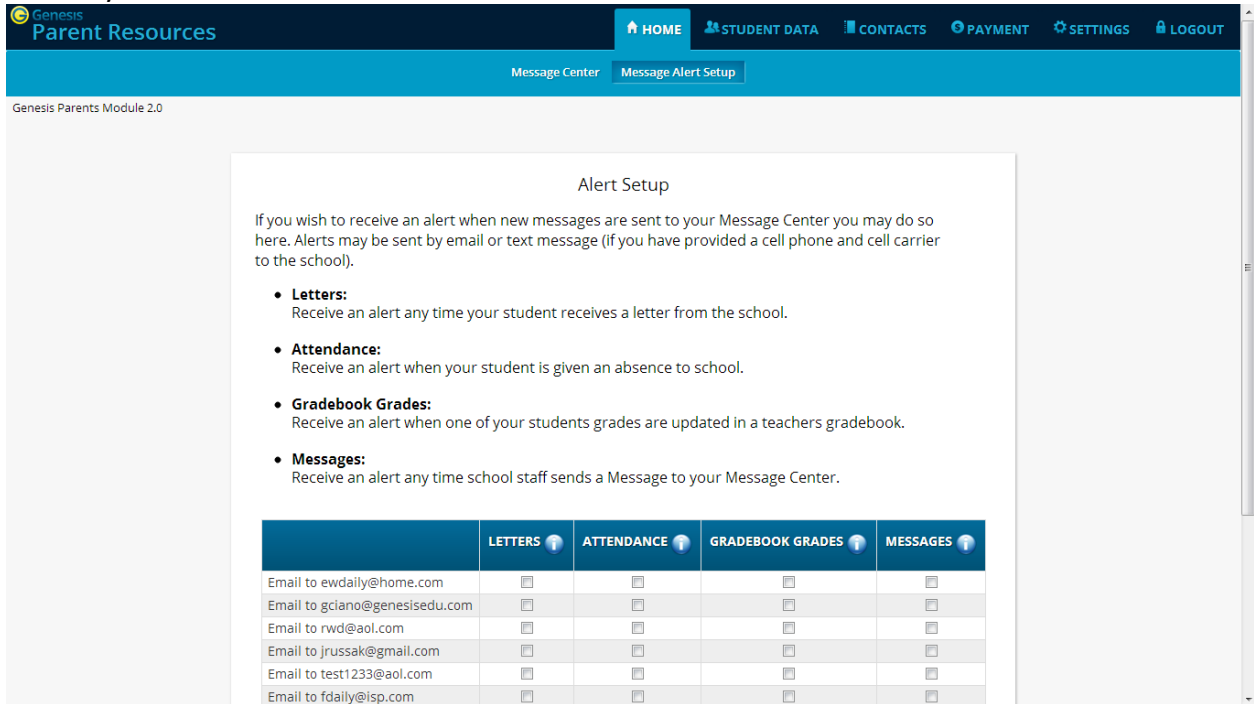 Genesis
Parent Resources
HOME STUDENT DATA CONTACTS PAYMENT SETTINGS LOGOUT
Message Center Message Alert Setup
Genesis Parents Module 2.0
Alert Setup
If you wish to receive an alert when new messages are sent to your Message Center you may do so
here. Alerts may be sent by email or text message (if you have provided a cell phone and cell carrier
to the school).
• Letters:
Receive an alert any time your student receives a letter from the school.
• Attendance:
Receive an alert when your student is given an absence to school.
• Gradebook Grades:
Receive an alert when one of your students grades are updated in a teachers gradebook.
• Messages:
Receive an alert any time school staff sends a Message to your Message Center.
LETTERS ATTENDANCE GRADEBOOK GRADES MESSAGES
Email to ewdaily@home.com
Email to gciano@genesisedu.com
Email to rwd@aol.com
Email to jrussak@gmail.com
Email to test1233@aol.com
Email to fdaily@isp.com